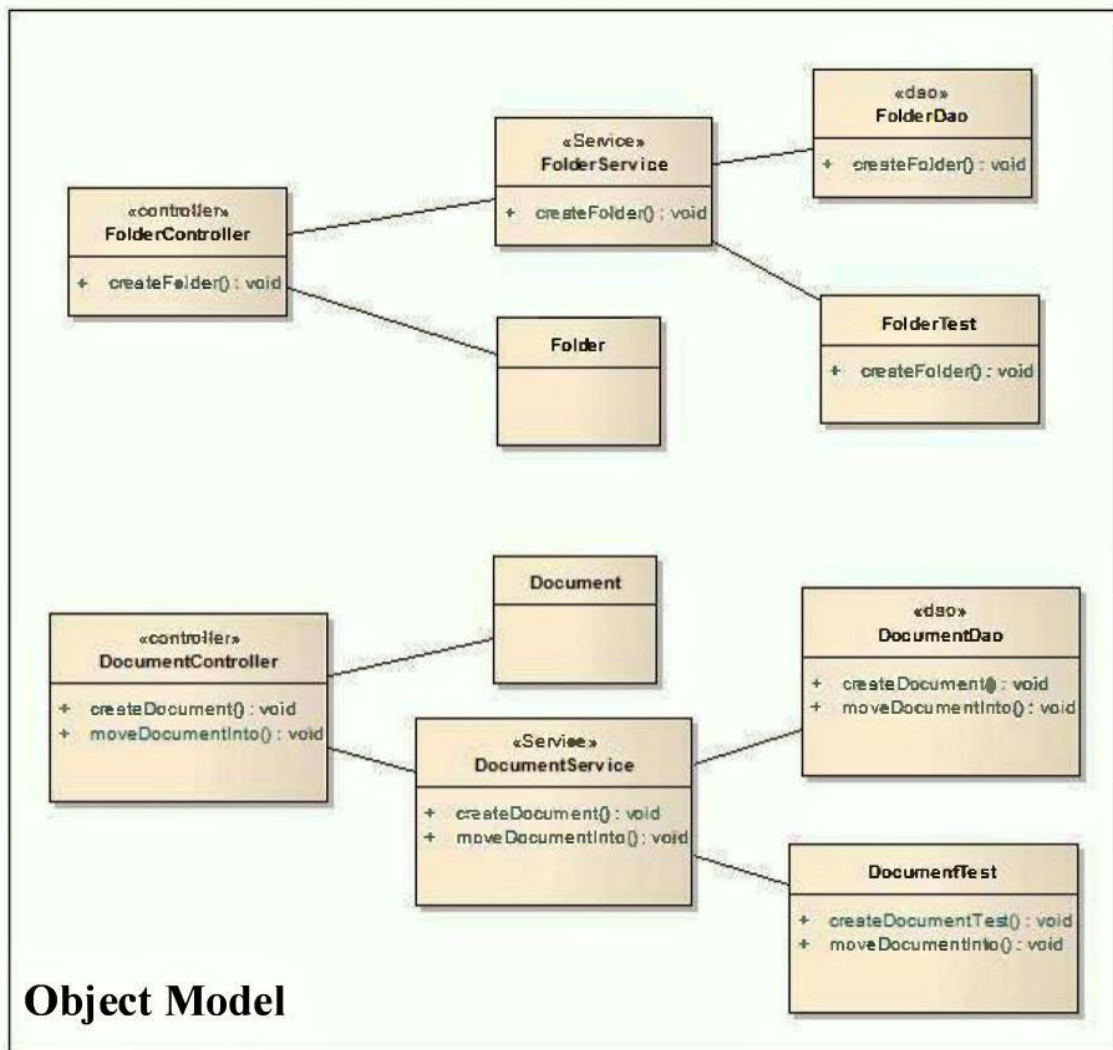 «dao»
FolderDao
+ createFolder() : void
«Service»
FolderService
+ createFolder() : void
«controller»
FolderController
+ createFolder() : void
FolderTest
+ createFolder() : void
Folder
Document
«controller»
DocumentController
+ createDocument() : void
+ moveDocumentInto() : void
«dao»
DocumentDao
+ createDocument() : void
+ moveDocumentInto() : void
«Service»
DocumentService
+ createDocument() : void
+ moveDocumentInto() : void
DocumentTest
+ createDocumentTest() : void
+ moveDocumentInto() : void
Object Model